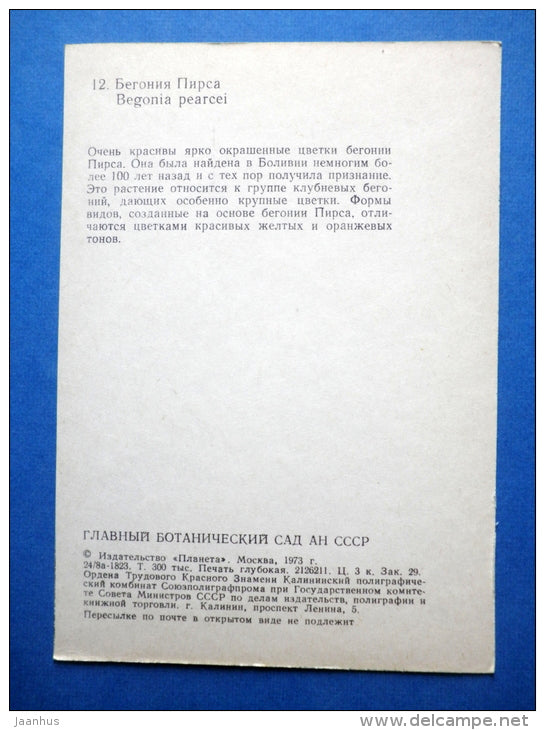 12. Бегония Пирса
Begonia pearcei
Очень красивы ярко окрашенные цветки бегонии
Пирса. Она была найдена в Боливии немногим бо-
лее 100 лет назад и с тех пор получила признание.
Это растение относится к группе клубневых бего-
ний, дающих особенно крупные цветки. Формы
видов, созданные на основе бегонии Пирса, отли-
чаются цветками красивых желтых и оранжевых
тонов.
ГЛАВНЫЙ БОТАНИЧЕСКИЙ САД АН СССР
© Издательство «Планета». Москва, 1973 г.
24/8а-1823. Т. 300 тыс. Печать глубокая. 2126211. Ц. 3 к. Зак. 29.
Ордена Трудового Красного Знамени Калининский полиграфиче-
ский комбинат Союзполиграфпрома при Государственном комите-
те Совета Министров СССР по делам издательств, полиграфии и
книжной торговли. г. Калинин, проспект Ленина, 5.
Пересылке по почте в открытом виде не подлежит
janhus
www.delcampe.net